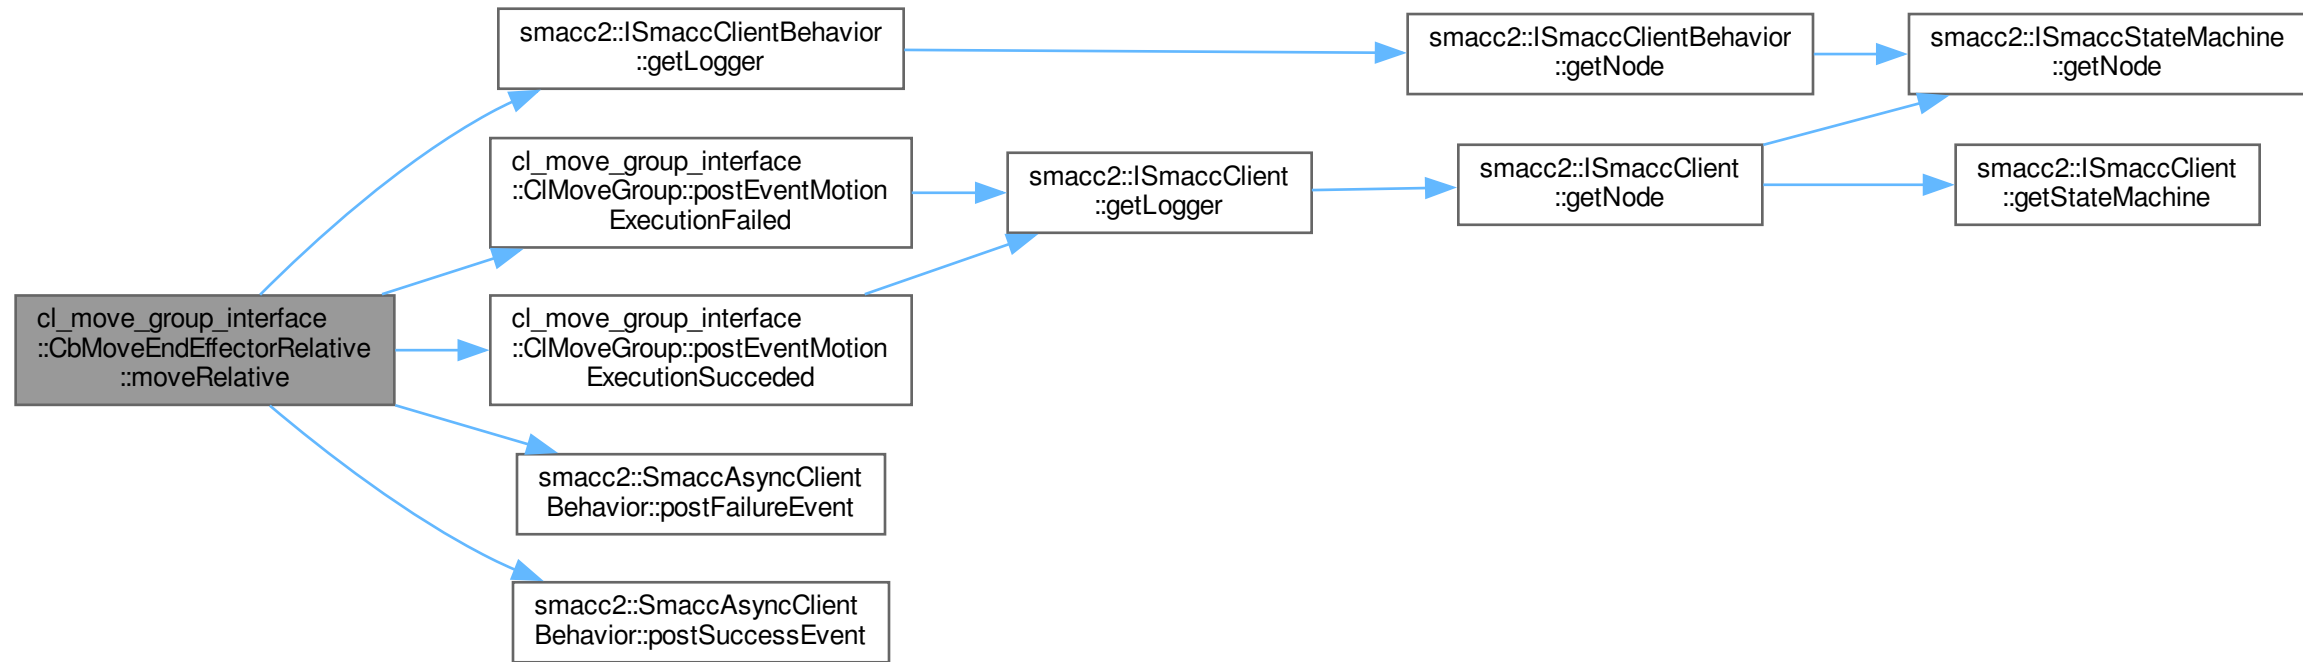 smacc2::ISmaccClientBehavior
::getLogger
smacc2::ISmaccClientBehavior
::getNode
smacc2::ISmaccStateMachine
::getNode
cl_move_group_interface
::ClMoveGroup::postEventMotion
ExecutionFailed
smacc2::ISmaccClient
::getLogger
smacc2::ISmaccClient
::getNode
smacc2::ISmaccClient
::getStateMachine
cl_move_group_interface
::CbMoveEndEffectorRelative
::moveRelative
cl_move_group_interface
::ClMoveGroup::postEventMotion
ExecutionSucceded
smacc2::SmaccAsyncClient
Behavior::postFailureEvent
smacc2::SmaccAsyncClient
Behavior::postSuccessEvent